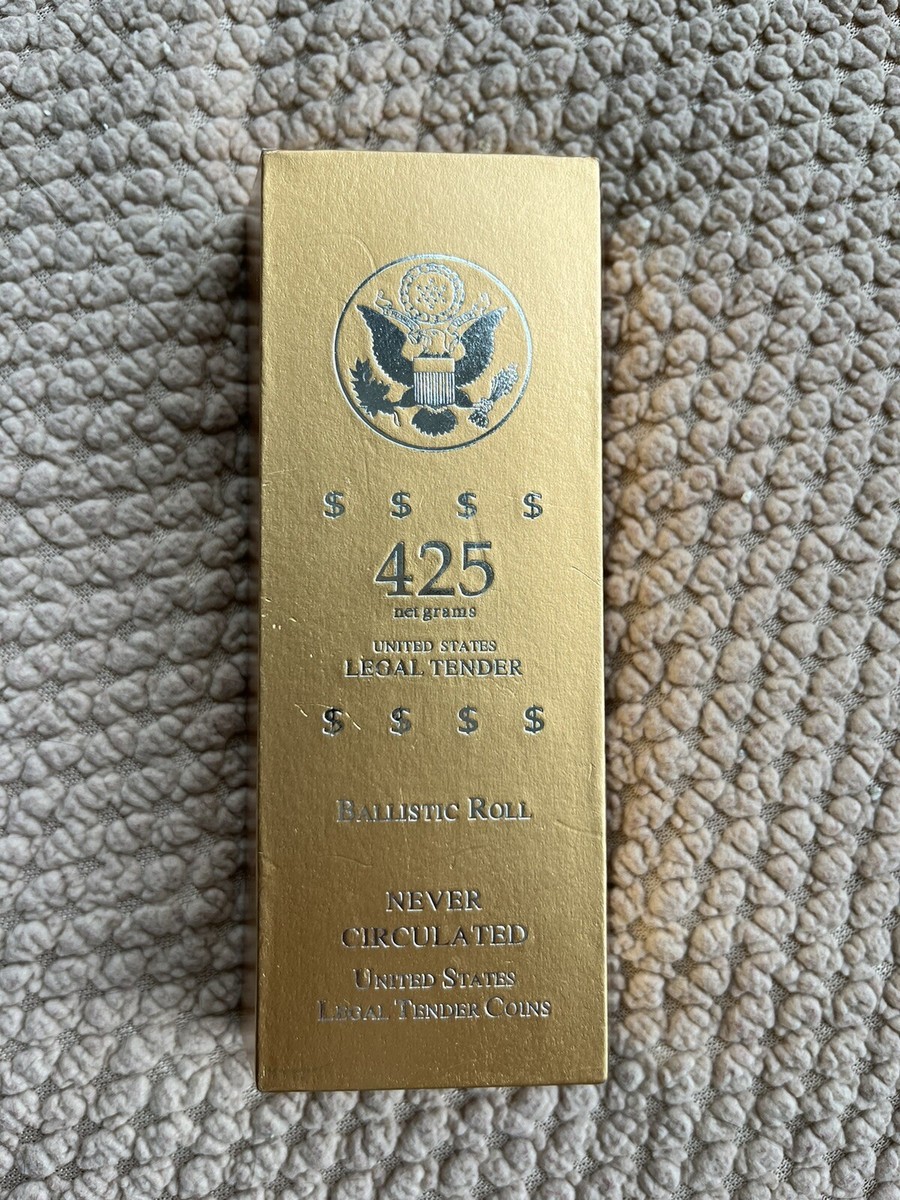 $ $ $ $
425
net grams
UNITED STATES
LEGAL TENDER
$ $ $ $
BALLISTIC ROLL
NEVER
CIRCULATED
UNITED STATES
LEGAL TENDER COINS